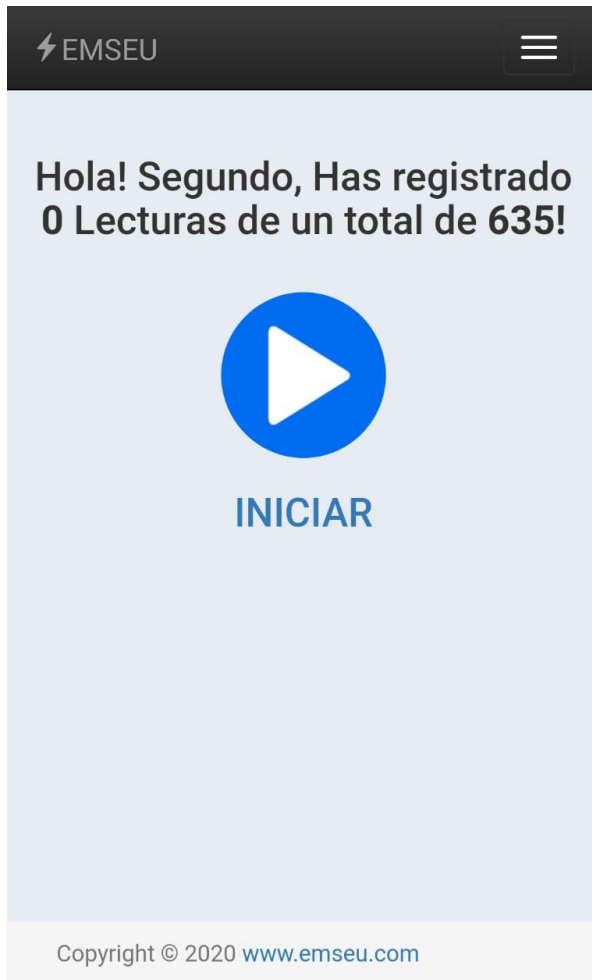 EMSEU
Hola! Segundo, Has registrado
0 Lecturas de un total de 635!
INICIAR
Copyright © 2020 www.emseu.com